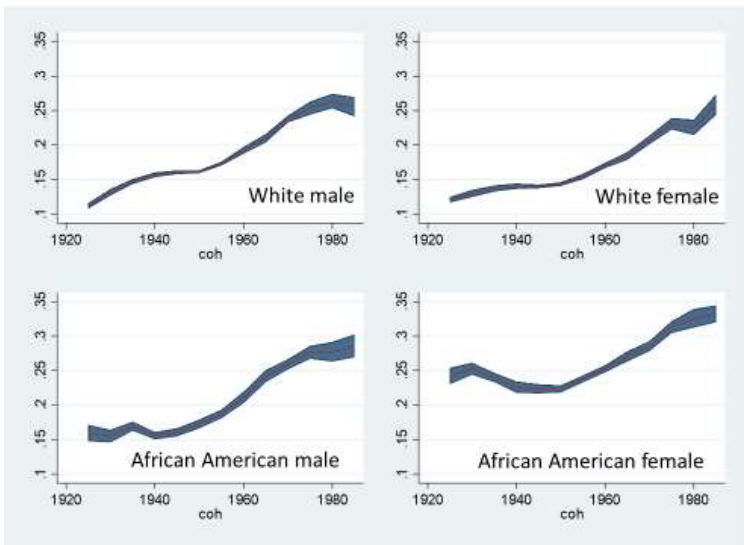 .35
.3
.25
.2
.15
.1
White male
1920 1940 1960 1980
coh
.35
.3
.25
.2
.15
.1
White female
1920 1940 1960 1980
coh
.35
.3
.25
.2
.15
.1
African American male
1920 1940 1960 1980
coh
.35
.3
.25
.2
.15
.1
African American female
1920 1940 1960 1980
coh